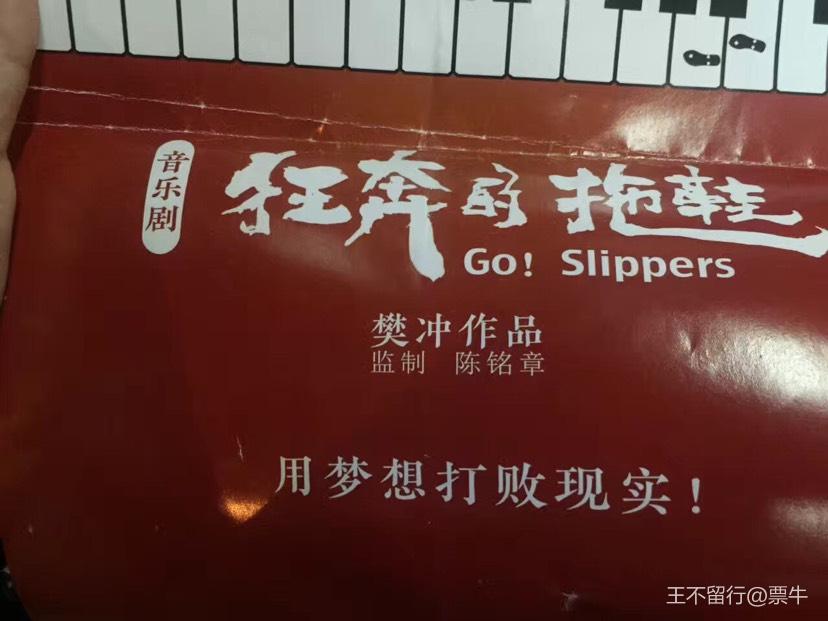 音乐剧
狂奔的拖鞋
Go! Slippers
樊冲作品
监制 陈铭章
用梦想打败现实！
王不留行@票牛